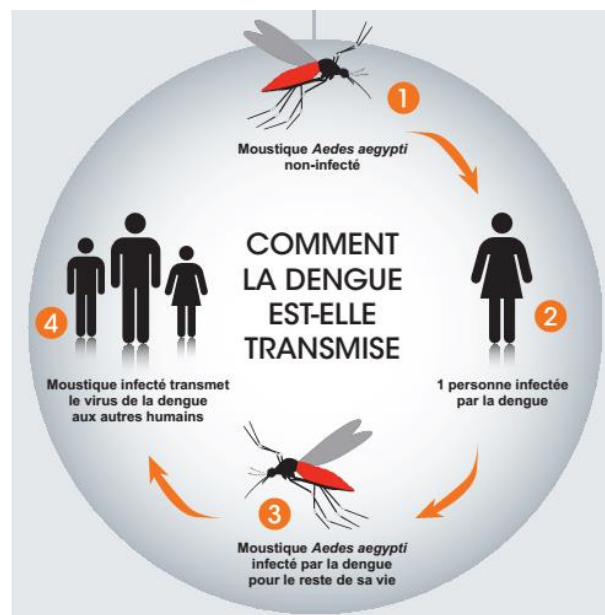 1
Moustique Aedes aegypti
non-infecté
COMMENT
LA DENGUE
EST-ELLE
TRANSMISE
2
1 personne infectée
par la dengue
3
Moustique Aedes aegypti
infecté par la dengue
pour le reste de sa vie
4
Moustique infecté transmet
le virus de la dengue
aux autres humains